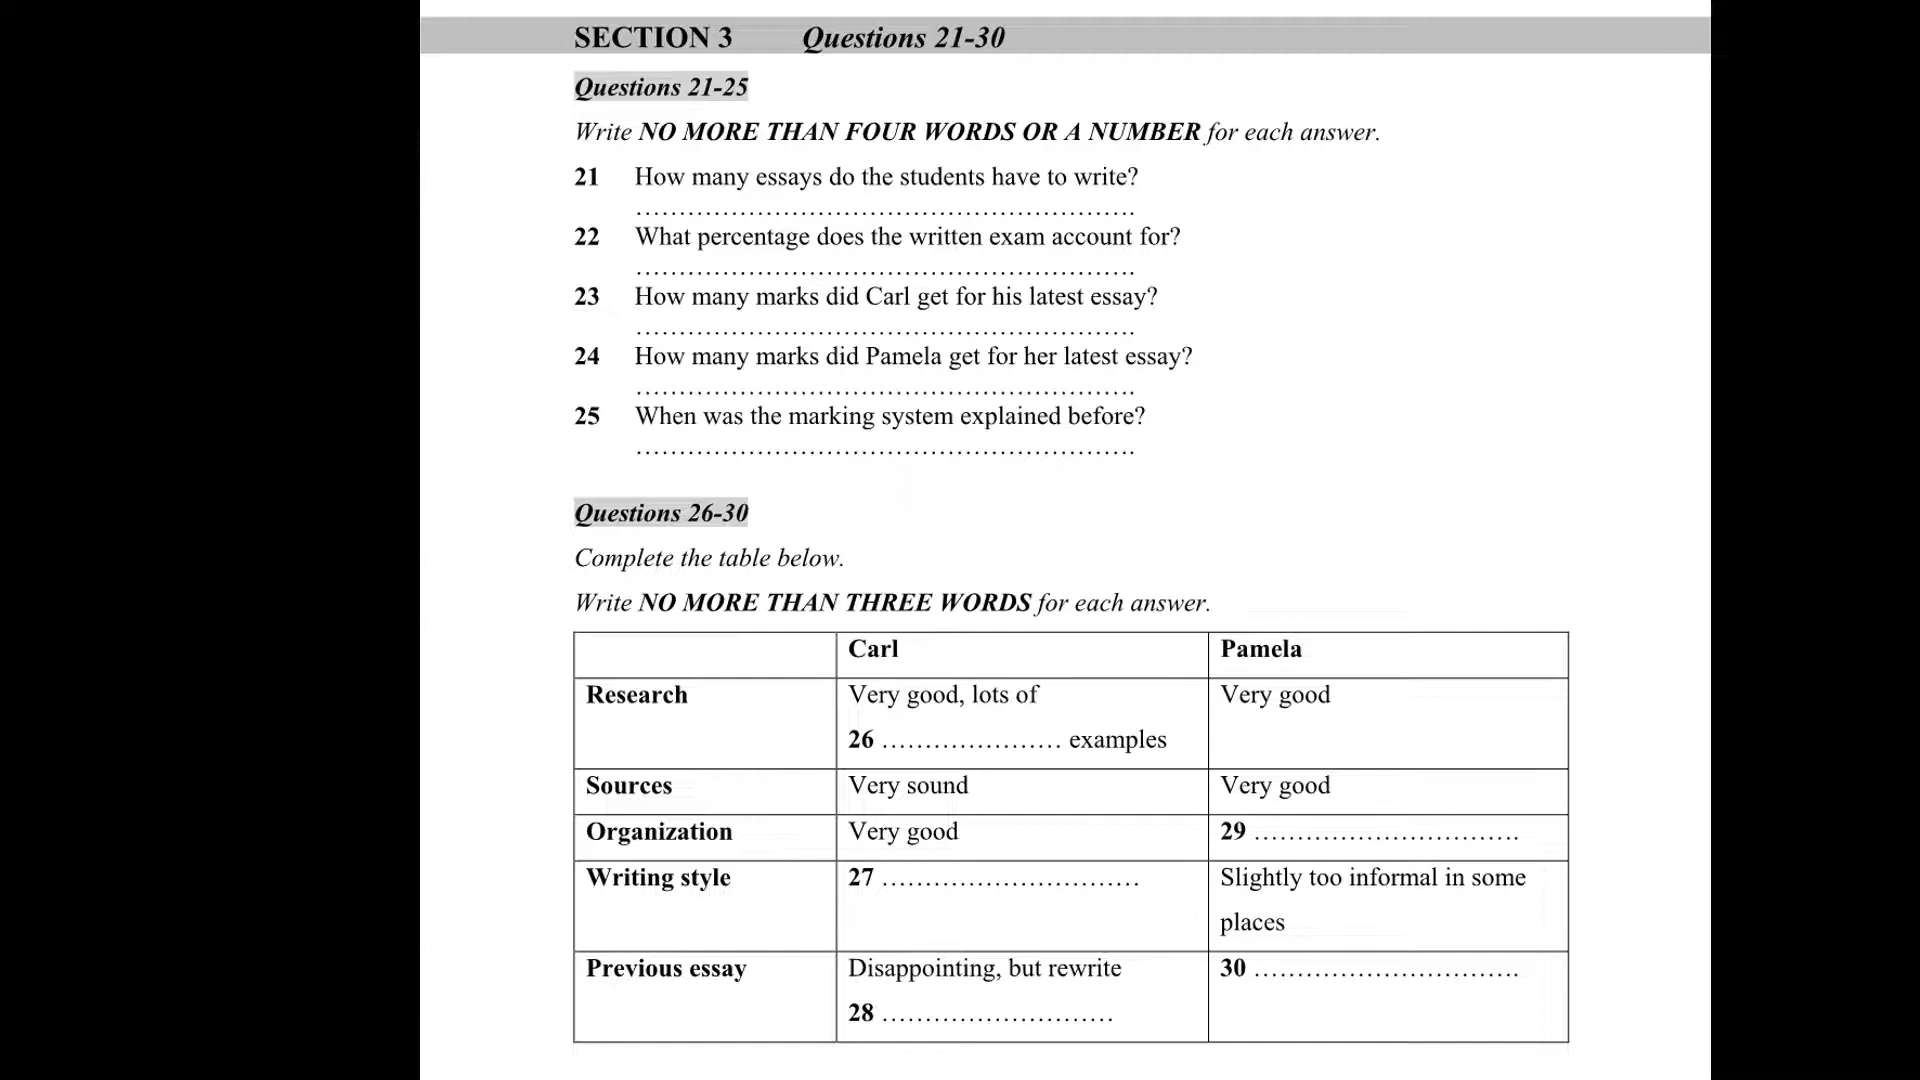 SECTION 3 Questions 21-30
Questions 21-25
Write NO MORE THAN FOUR WORDS OR A NUMBER for each answer.
21 How many essays do the students have to write?
………………………………………………….
22 What percentage does the written exam account for?
………………………………………………….
23 How many marks did Carl get for his latest essay?
………………………………………………….
24 How many marks did Pamela get for her latest essay?
………………………………………………….
25 When was the marking system explained before?
………………………………………………….
Questions 26-30
Complete the table below.
Write NO MORE THAN THREE WORDS for each answer.
Carl Pamela
Research Very good, lots of Very good
26 ………………… examples
Sources Very sound Very good
Organization Very good 29 ………………………….
Writing style 27 ………………………… Slightly too informal in some
places
Previous essay Disappointing, but rewrite 30 ………………………….
28 ………………………